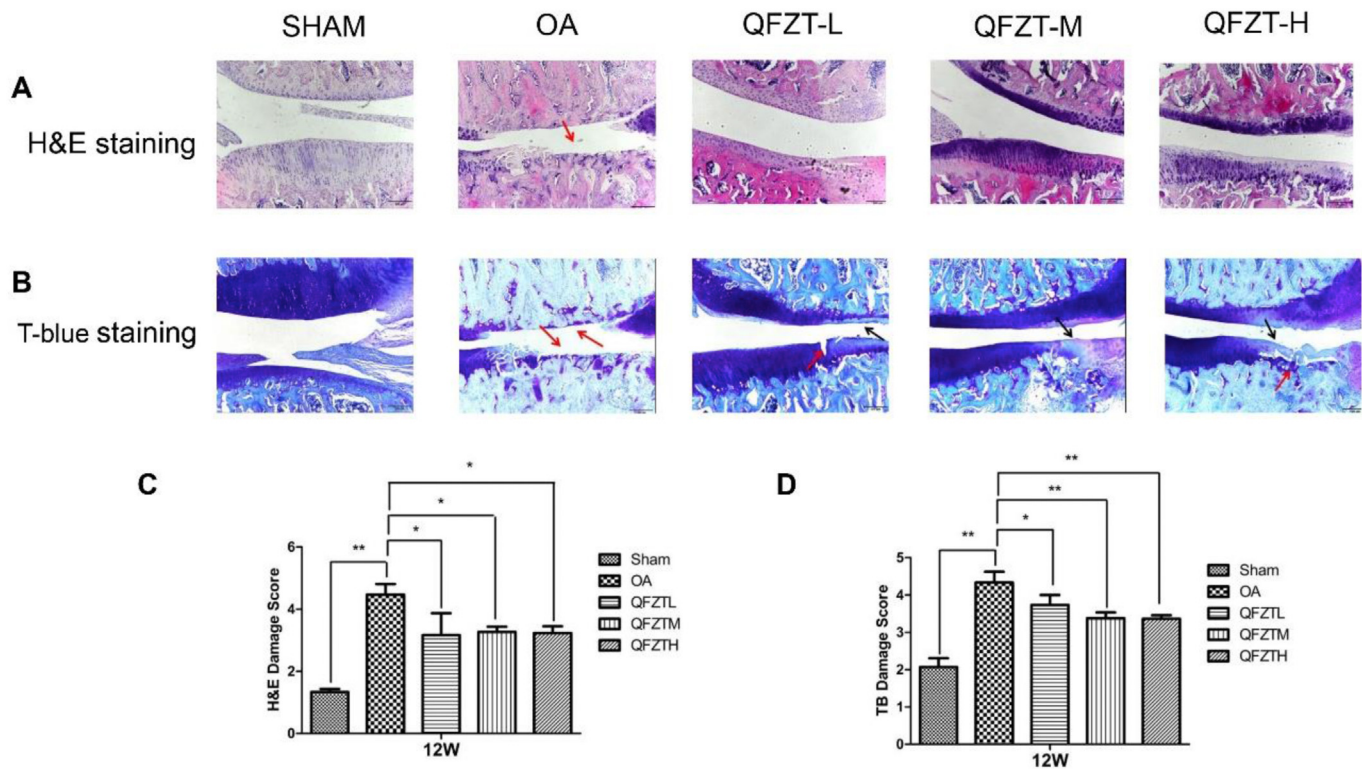 SHAM OA QFZT-L QFZT-M QFZT-H
A
H&E staining
B
T-blue staining
C
* 
*
*
**
6
4
2
0
H&E Damage Score
12W
Sham
OA
QFZTL
QFZTM
QFZTH
D
**
**
*
**
5
4
3
2
1
0
TB Damage Score
12W
Sham
OA
QFZTL
QFZTM
QFZTH